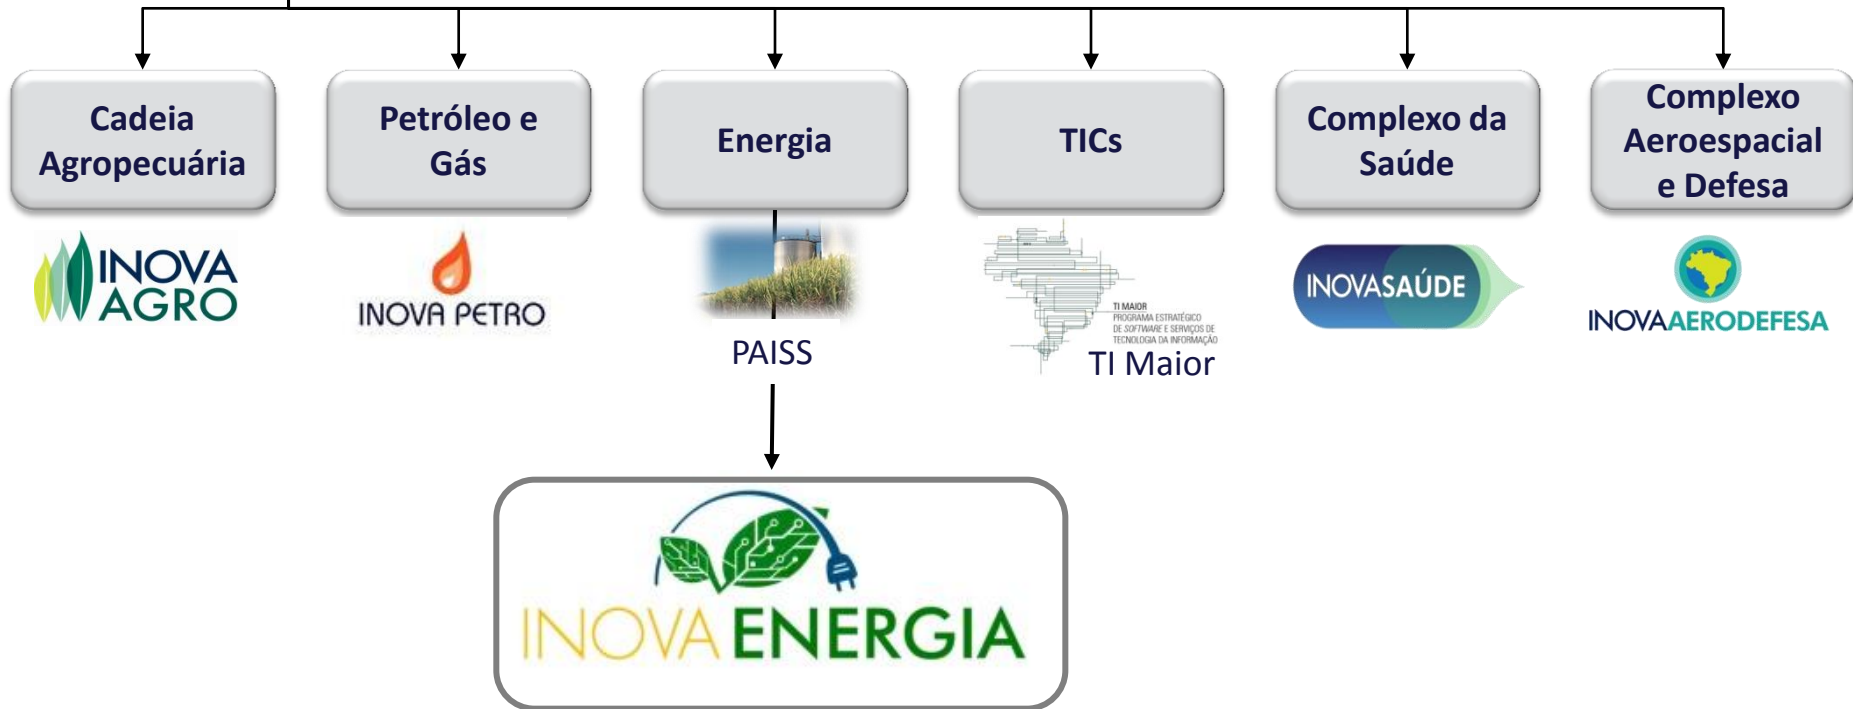 Cadeia
Agropecuária
Petróleo e
Gás
Energia
TICs
Complexo da
Saúde
Complexo
Aeroespacial
e Defesa
INOVA
AGRO
INOVA PETRO
PAISS
TI MAIOR
PROGRAMA ESTRATÉGICO
DE SOFTWARE E SERVIÇOS DE
TECNOLOGIA DA INFORMAÇÃO
TI Maior
INOVASAÚDE
INOVAAERODEFESA
INOVA ENERGIA